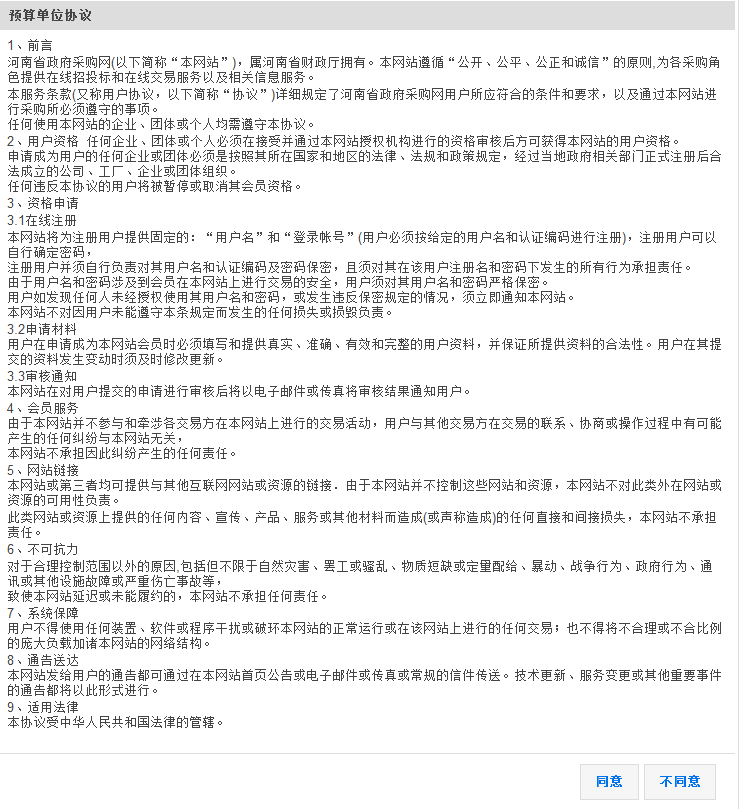 预算单位协议
1、前言
河南省政府采购网(以下简称“本网站”)，属河南省财政厅拥有。本网站遵循“公开、公平、公正和诚信”的原则,为各采购角
色提供在线招投标和在线交易服务以及相关信息服务。
本服务条款(又称用户协议，以下简称“协议”)详细规定了河南省政府采购网用户所应符合的条件和要求，以及通过本网站进
行采购所必须遵守的事项。
任何使用本网站的企业、团体或个人均需遵守本协议。
2、用户资格 任何企业、团体或个人必须在接受并通过本网站授权机构进行的资格审核后方可获得本网站的用户资格。
申请成为用户的任何企业或团体必须是按照其所在国家和地区的法律、法规和政策规定，经过当地政府相关部门正式注册后合
法成立的公司、工厂、企业或团体组织。
任何违反本协议的用户将被暂停或取消其会员资格。
3、资格申请
3.1在线注册
本网站将为注册用户提供固定的：“用户名”和“登录帐号”(用户必须按给定的用户名和认证编码进行注册)，注册用户可以
自行确定密码，
注册用户并须自行负责对其用户名和认证编码及密码保密，且须对其在该用户注册名和密码下发生的所有行为承担责任。
由于用户名和密码涉及到会员在本网站上进行交易的安全，用户须对其用户名和密码严格保密。
用户如发现任何人未经授权使用其用户名和密码，或发生违反保密规定的情况，须立即通知本网站。
本网站不对因用户未能遵守本条规定而发生的任何损失或损毁负责。
3.2申请材料
用户在申请成为本网站会员时必须填写和提供真实、准确、有效和完整的用户资料，并保证所提供资料的合法性。用户在其提
交的资料发生变动时须及时修改更新。
3.3审核通知
本网站在对用户提交的申请进行审核后将以电子邮件或传真将审核结果通知用户。
4、会员服务
由于本网站并不参与和牵涉各交易方在本网站上进行的交易活动，用户与其他交易方在交易的联系、协商或操作过程中有可能
产生的任何纠纷与本网站无关，
本网站不承担因此纠纷产生的任何责任。
5、网站链接
本网站或第三者均可提供与其他互联网网站或资源的链接．由于本网站并不控制这些网站和资源，本网站不对此类外在网站或
资源的可用性负责。
此类网站或资源上提供的任何内容、宣传、产品、服务或其他材料而造成(或声称造成)的任何直接和间接损失，本网站不承担
责任。
6、不可抗力
对于合理控制范围以外的原因,包括但不限于自然灾害、罢工或骚乱、物质短缺或定量配给、暴动、战争行为、政府行为、通
讯或其他设施故障或严重伤亡事故等，
致使本网站延迟或未能履约的，本网站不承担任何责任。
7、系统保障
用户不得使用任何装置、软件或程序干扰或破环本网站的正常运行或在该网站上进行的任何交易；也不得将不合理或不合比例
的庞大负载加诸本网站的网络结构。
8、通告送达
本网站发给用户的通告都可通过在本网站首页公告或电子邮件或传真或常规的信件传送。技术更新、服务变更或其他重要事件
的通告都将以此形式进行。
9、适用法律
本协议受中华人民共和国法律的管辖。
同意
不同意